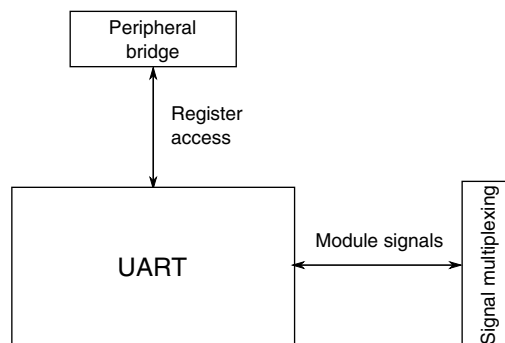 Peripheral
bridge
Register
access
Module signals
UART
Signal multiplexing